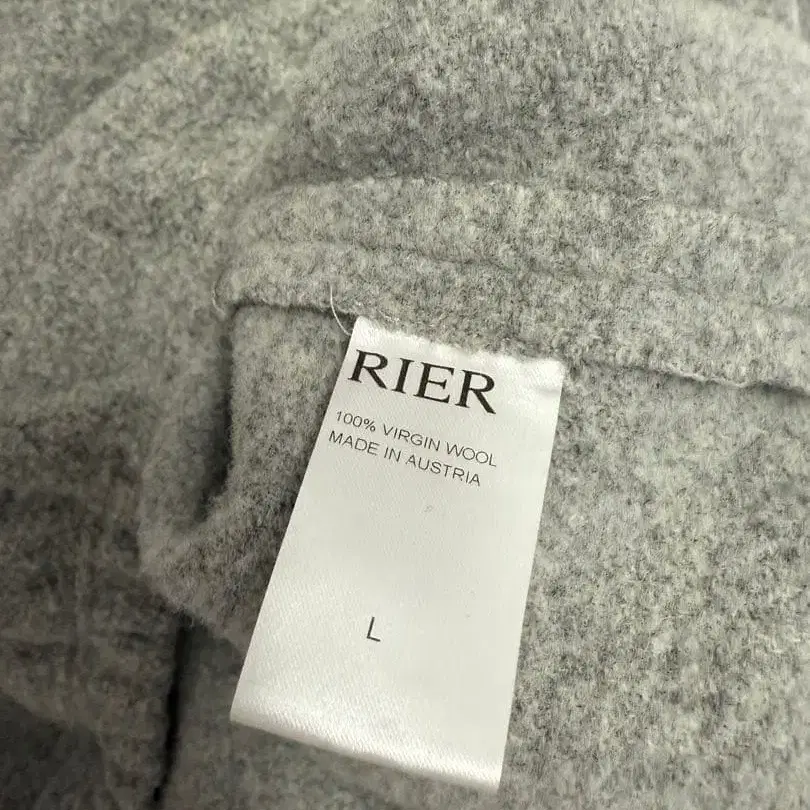 RIER
100% VIRGIN WOOL
MADE IN AUSTRIA
L